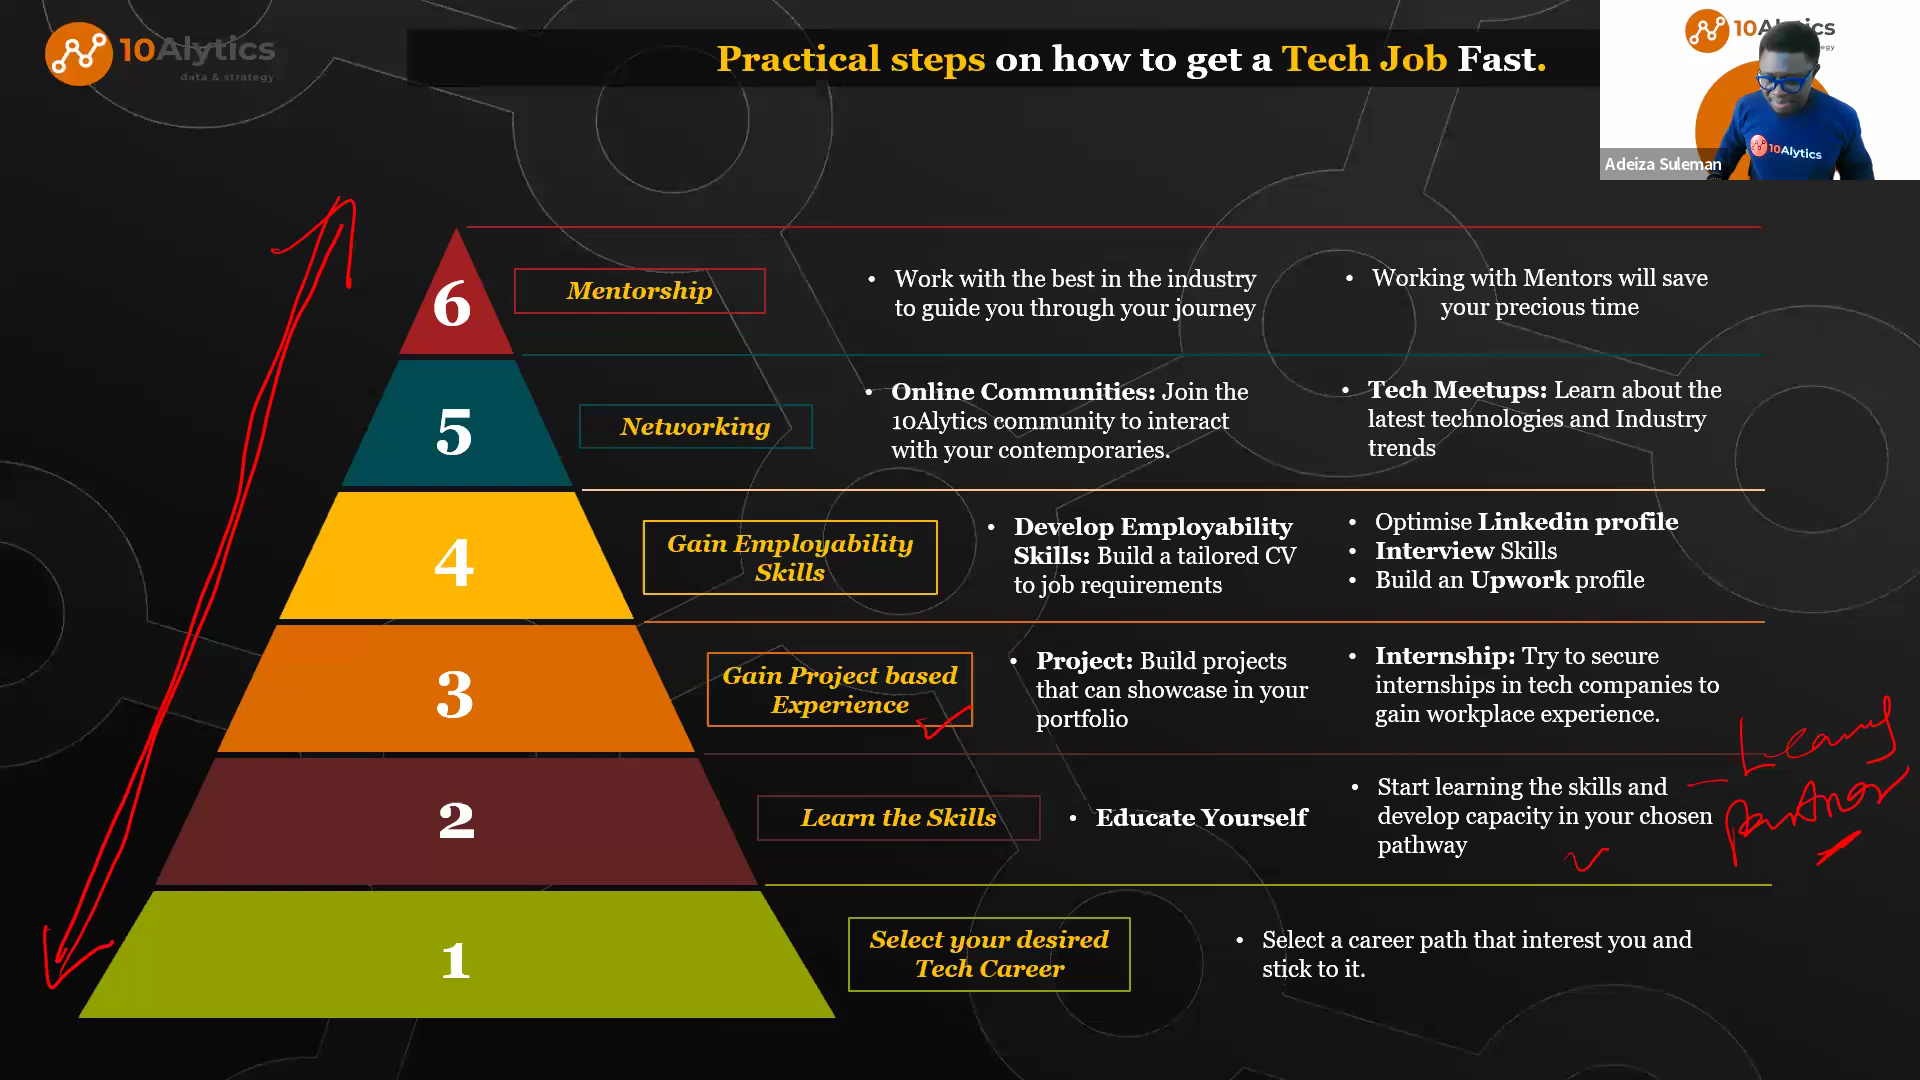 10Alytics
data & strategy
Practical steps on how to get a Tech Job Fast.
10Alytics
Adeiza Suleman
10Alytics
6
Mentorship
• Work with the best in the industry
to guide you through your journey
• Working with Mentors will save
your precious time
5
Networking
• Online Communities: Join the
10Alytics community to interact
with your contemporaries.
• Tech Meetups: Learn about the
latest technologies and Industry
trends
4
Gain Employability
Skills
• Develop Employability
Skills: Build a tailored CV
to job requirements
• Optimise Linkedin profile
• Interview Skills
• Build an Upwork profile
3
Gain Project based
Experience
• Project: Build projects
that can showcase in your
portfolio
• Internship: Try to secure
internships in tech companies to
gain workplace experience.
2
Learn the Skills
• Educate Yourself
• Start learning the skills and
develop capacity in your chosen
pathway
partner
1
Select your desired
Tech Career
• Select a career path that interest you and
stick to it.